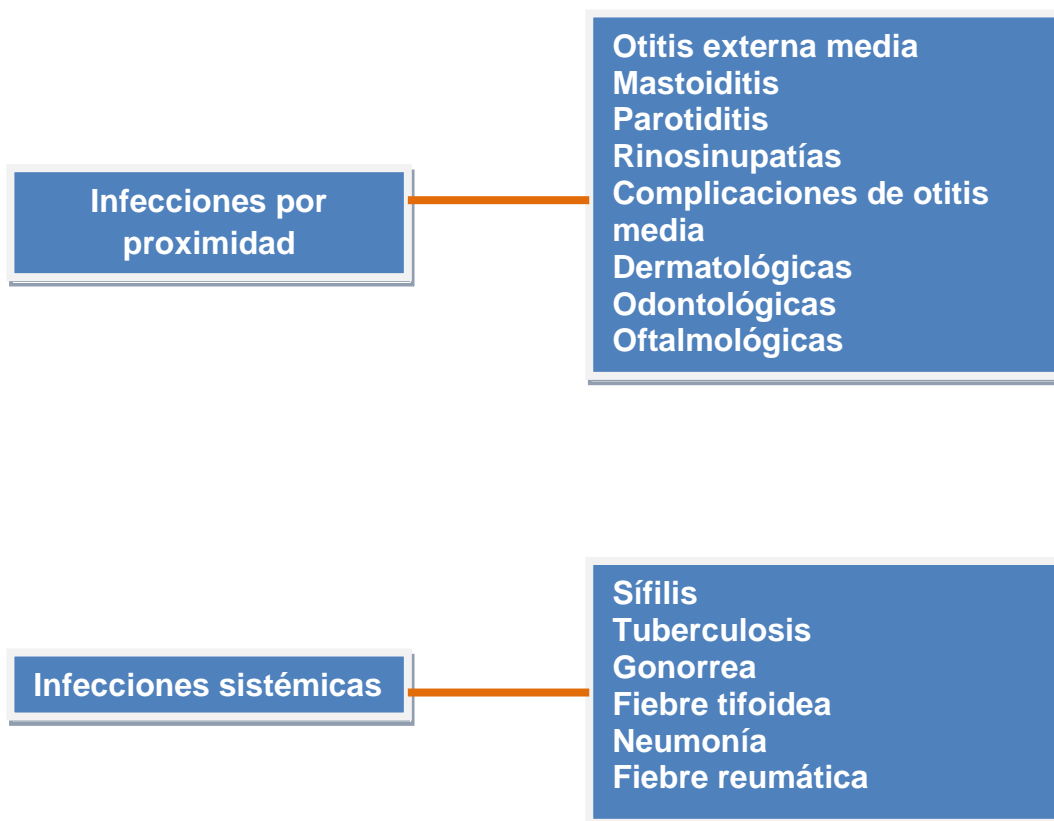 Infecciones por
proximidad
Otitis externa media
Mastoiditis
Parotiditis
Rinosinupatías
Complicaciones de otitis
media
Dermatológicas
Odontológicas
Oftalmológicas
Infecciones sistémicas
Sífilis
Tuberculosis
Gonorrea
Fiebre tifoidea
Neumonía
Fiebre reumática